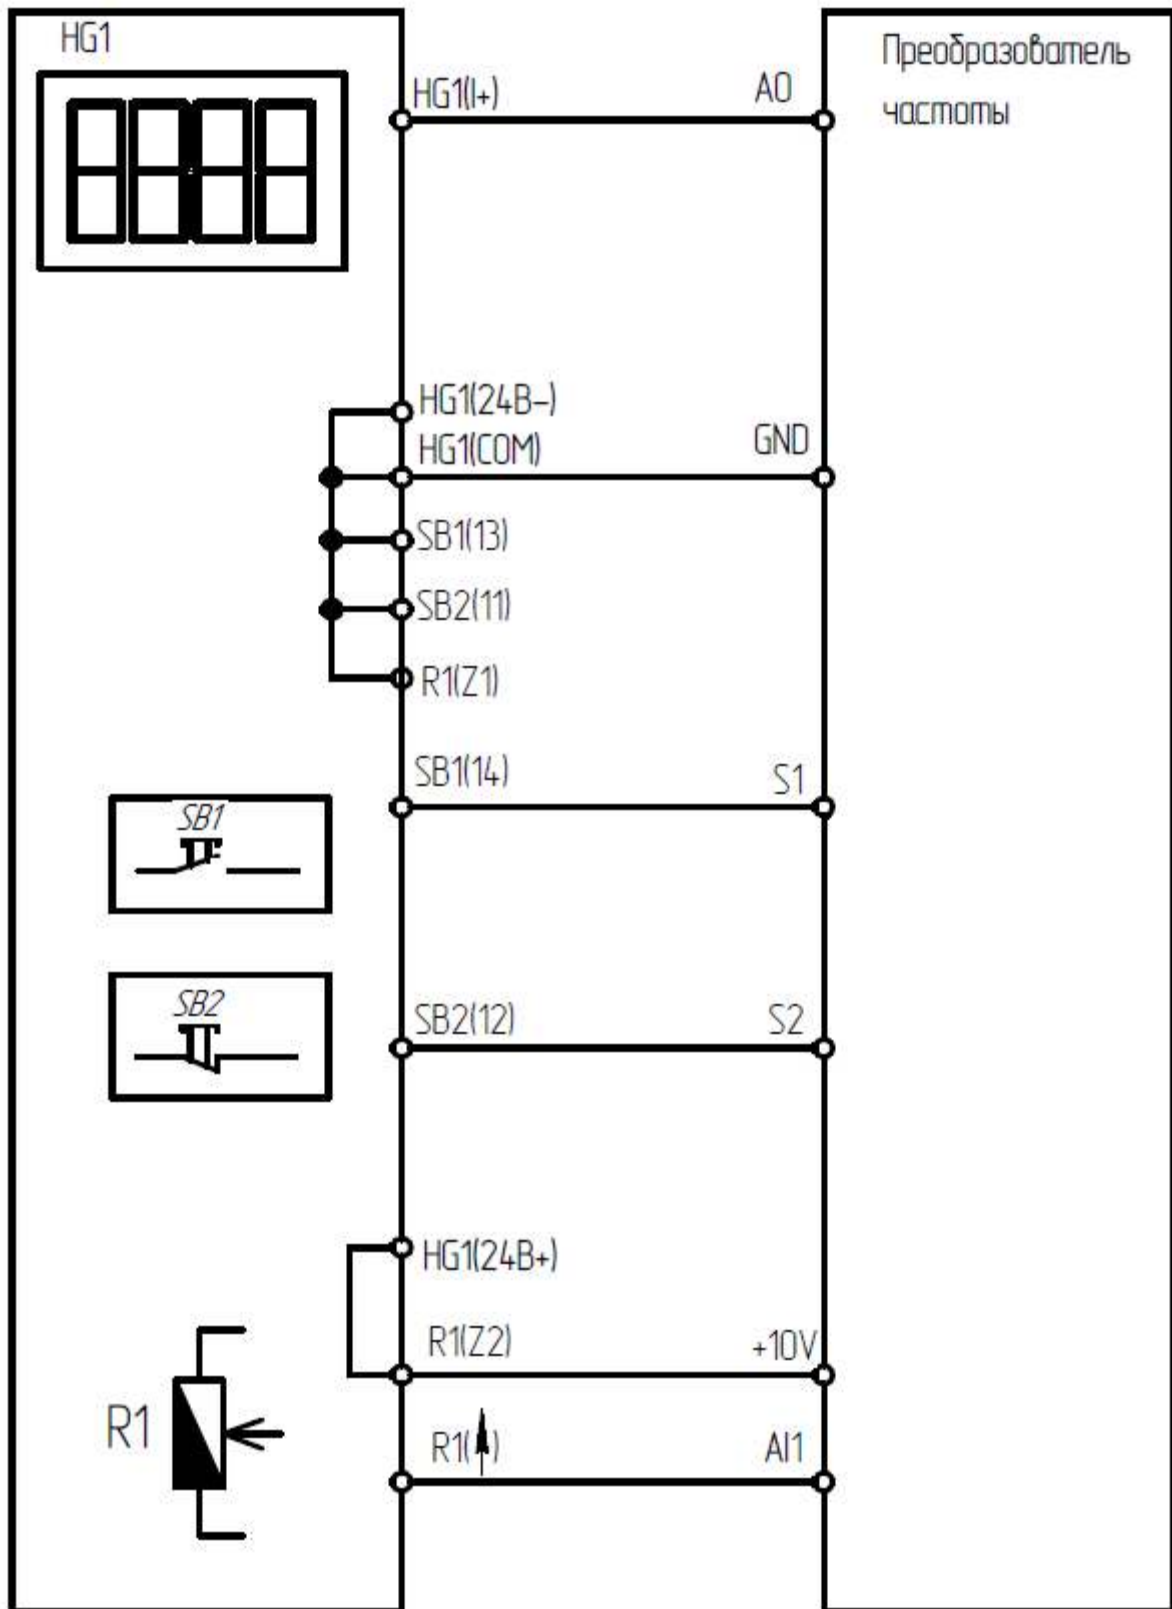 HG1
Преобразователь
частоты
HG1(I+)
AO
HG1(24В-)
HG1(COM)
GND
SB1(13)
SB2(11)
R1(Z1)
SB1(14)
S1
SB1
SB2
SB2(12)
S2
HG1(24В+)
R1(Z2)
+10V
R1
R1(↑)
AI1